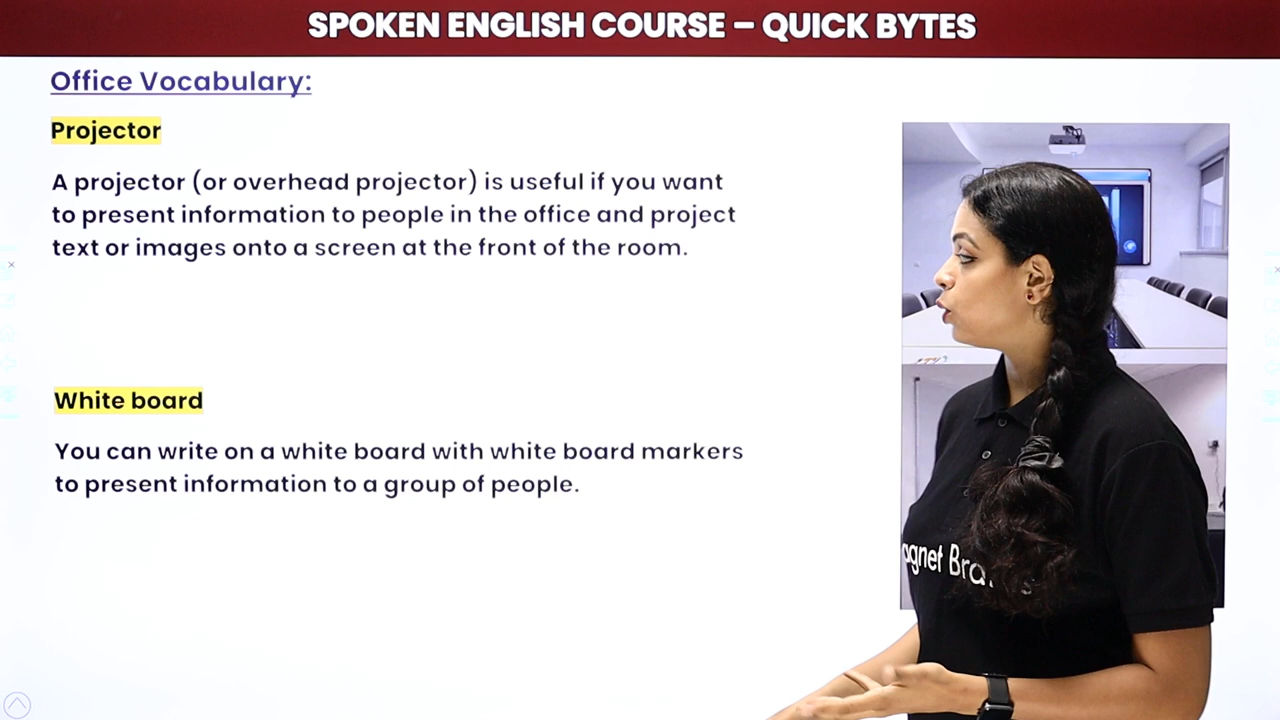 SPOKEN ENGLISH COURSE – QUICK BYTES
Office Vocabulary:
Projector
A projector (or overhead projector) is useful if you want
to present information to people in the office and project
text or images onto a screen at the front of the room.
White board
You can write on a white board with white board markers
to present information to a group of people.
agnet Bra